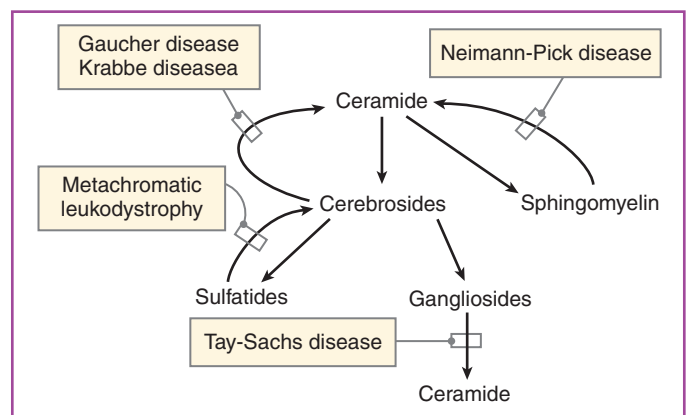 Gaucher disease
Krabbe diseasea
Neimann-Pick disease
Ceramide
Metachromatic
leukodystrophy
Cerebrosides
Sphingomyelin
Sulfatides
Gangliosides
Tay-Sachs disease
Ceramide